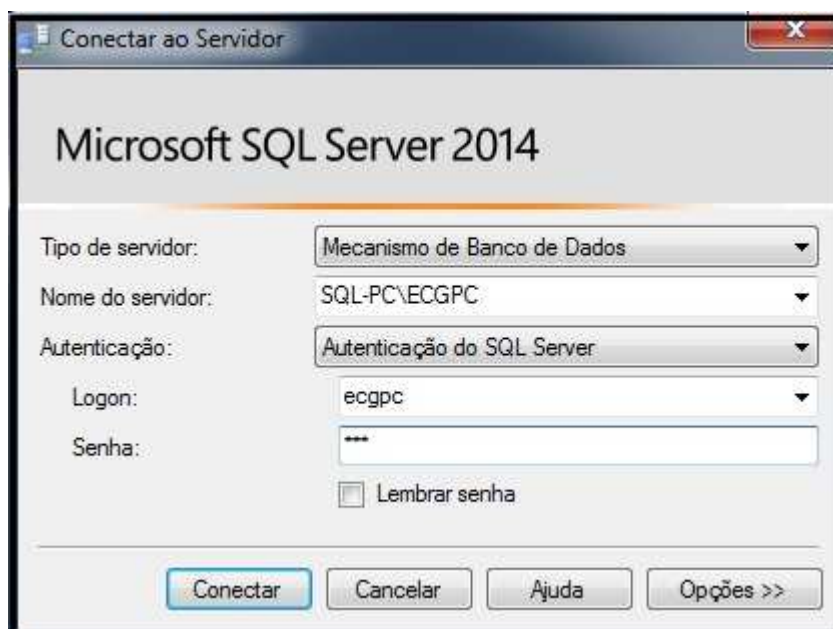 Conectar ao Servidor
Microsoft SQL Server 2014
Tipo de servidor: Mecanismo de Banco de Dados
Nome do servidor: SQL-PC\ECGPC
Autenticação: Autenticação do SQL Server
Logon: ecgpc
Senha: ***
Lembrar senha
Conectar Cancelar Ajuda Opções >>